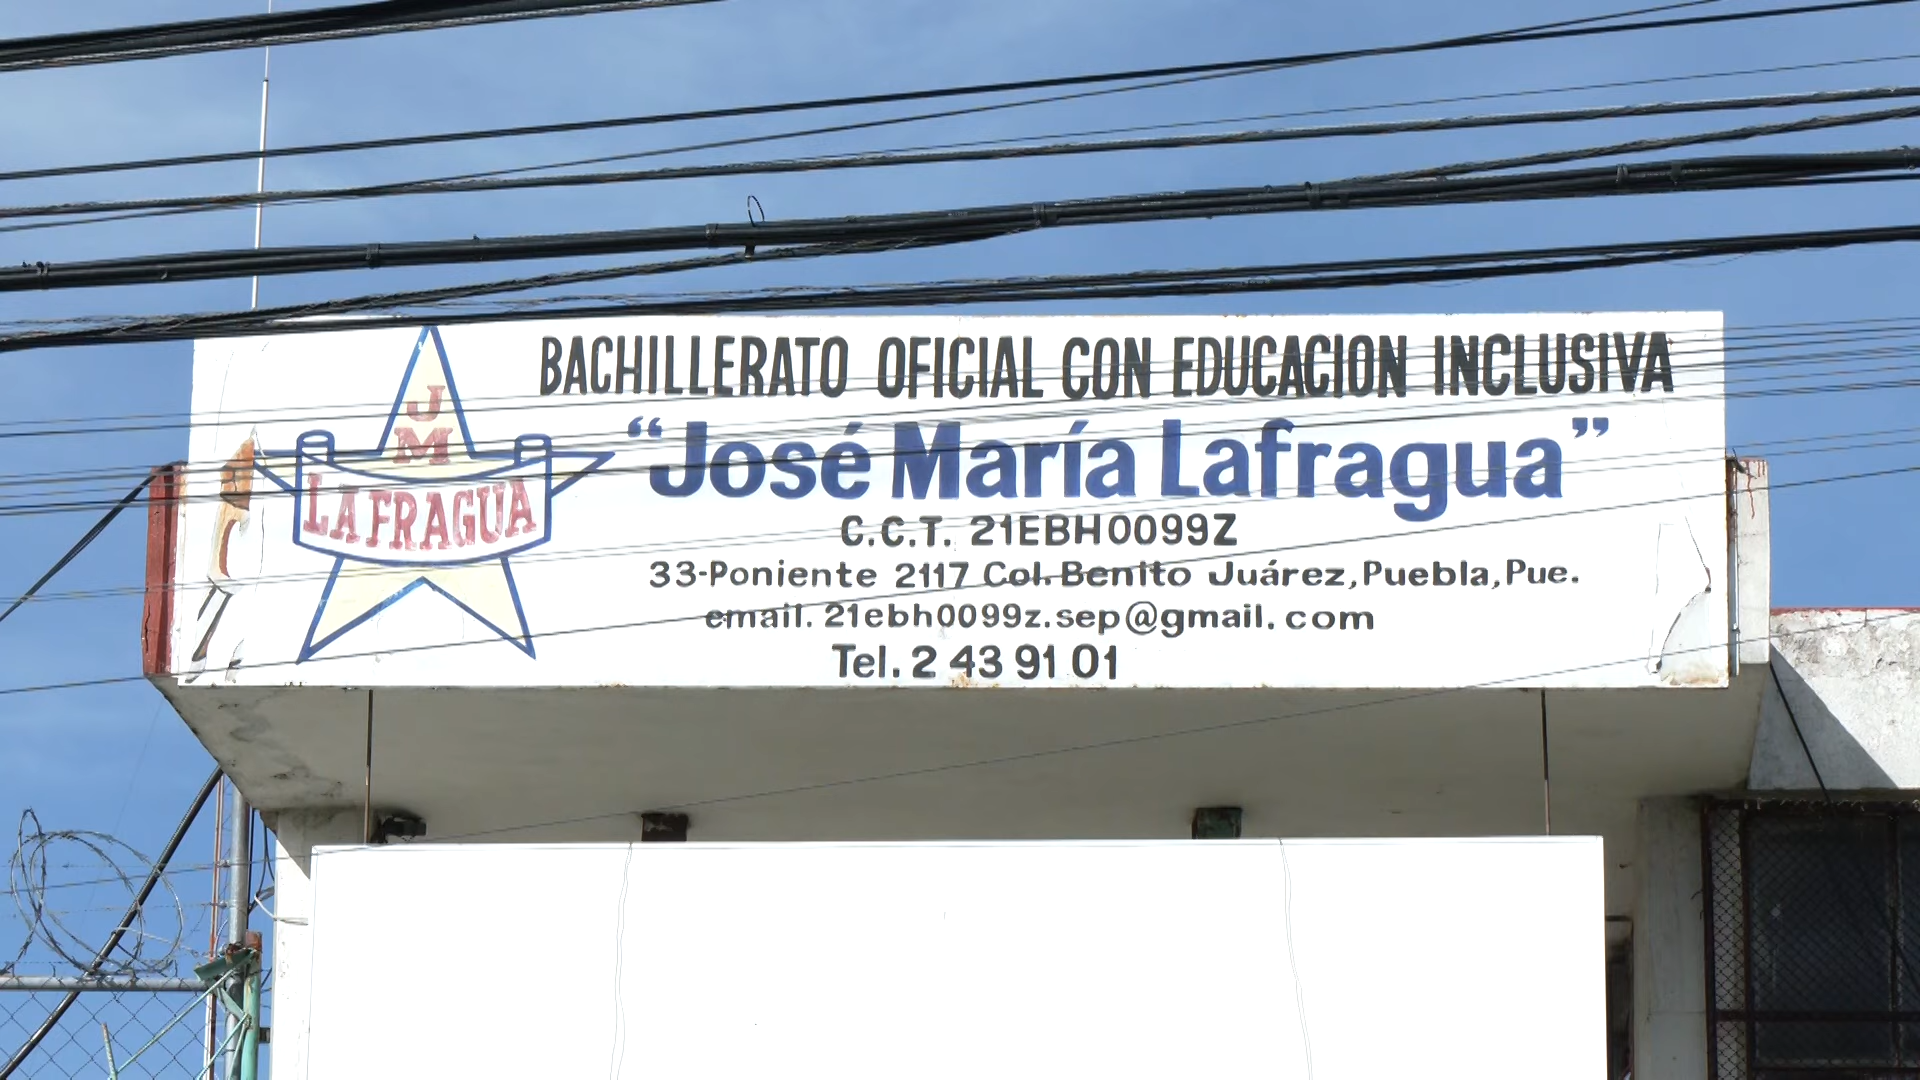 BACHILLERATO OFICIAL CON EDUCACION INCLUSIVA
"José María Lafragua"
J
M
LAFRAGUA
C.C.T. 21EBH0099Z
33-Poniente 2117 Col. Benito Juárez, Puebla, Pue.
email. 21ebh0099z.sep@gmail.com
Tel. 2 43 91 01